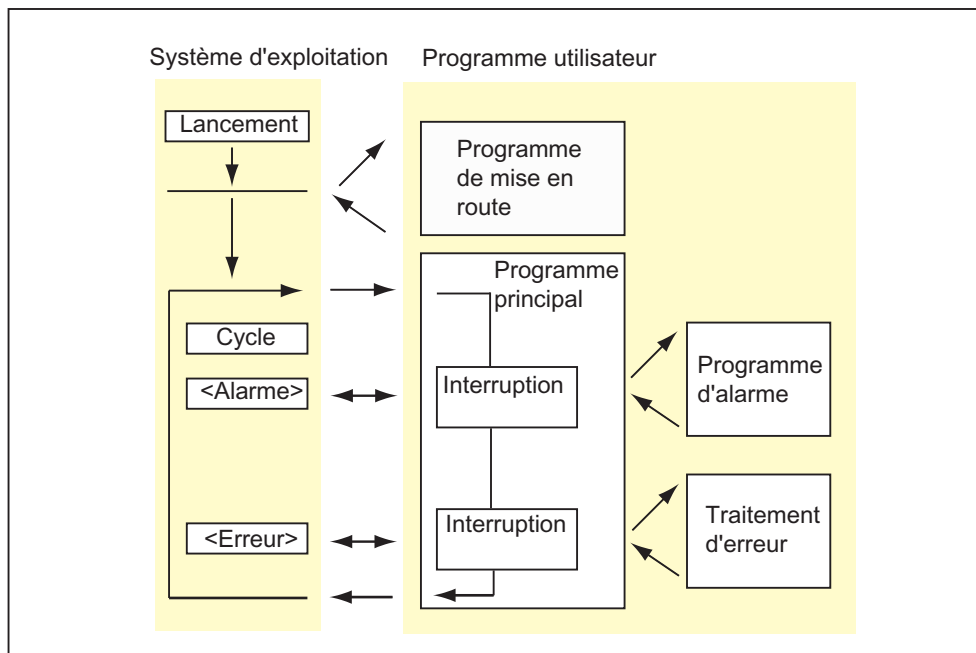 Système d'exploitation
Programme utilisateur
Lancement
Programme
de mise en
route
Programme
principal
Cycle
<Alarme>
Interruption
Programme
d'alarme
<Erreur>
Interruption
Traitement
d'erreur